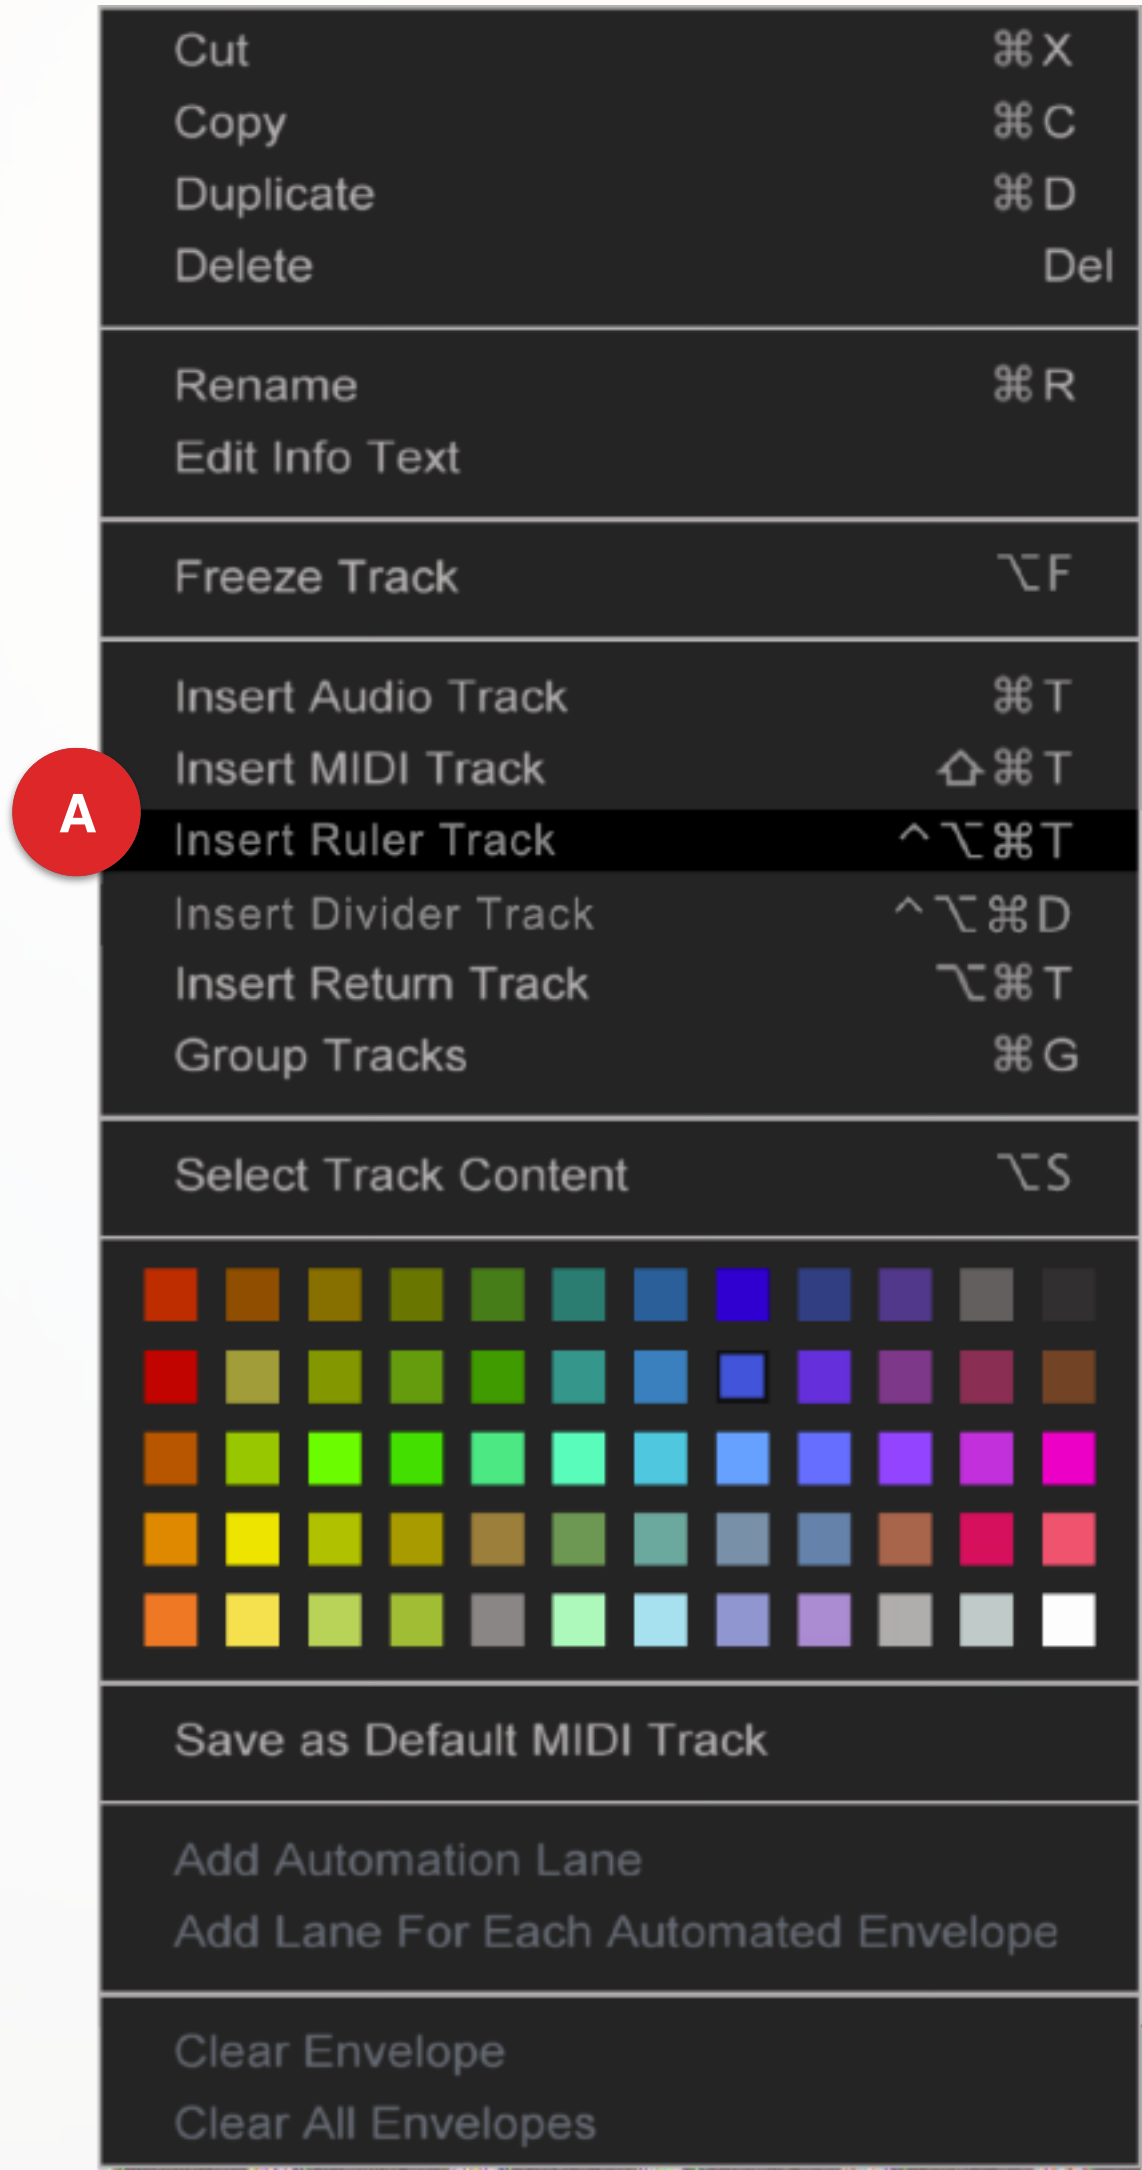 Cut ⌘X
Copy ⌘C
Duplicate ⌘D
Delete Del
Rename ⌘R
Edit Info Text
Freeze Track ⌥F
Insert Audio Track ⌘T
Insert MIDI Track ⇧⌘T
A
Insert Ruler Track ^⌥⌘T
Insert Divider Track ^⌥⌘D
Insert Return Track ⌥⌘T
Group Tracks ⌘G
Select Track Content ⌥S
Save as Default MIDI Track
Add Automation Lane
Add Lane For Each Automated Envelope
Clear Envelope
Clear All Envelopes